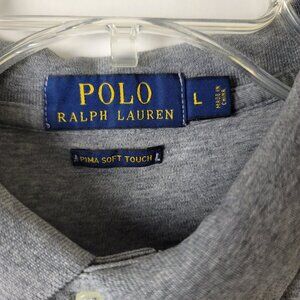 POLO
RALPH LAUREN
L
MADE IN
CHINA
PIMA SOFT TOUCH